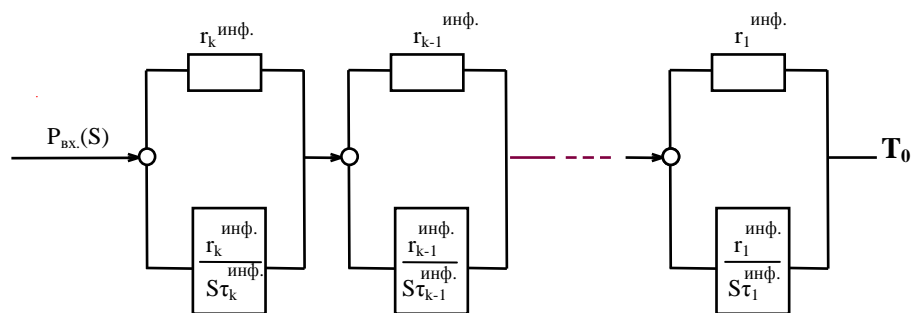 r_k^инф.
r_{k-1}^инф.
r_1^инф.
P_вх.(S)
T_0
r_k^инф.
Sτ_k^инф.
r_{k-1}^инф.
Sτ_{k-1}^инф.
r_1^инф.
Sτ_1^инф.